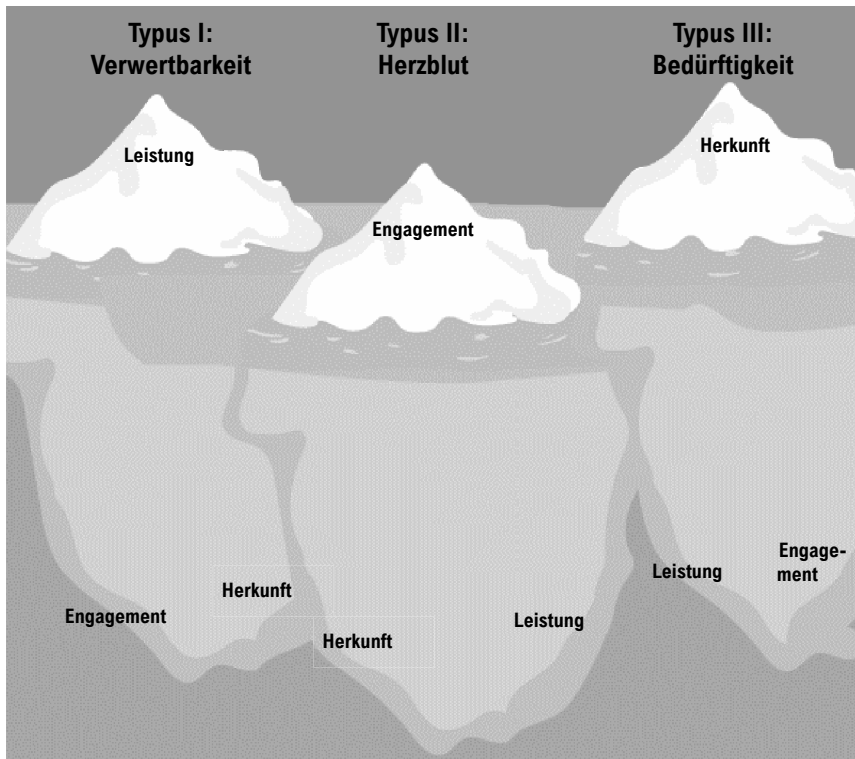 Typus I:
Verwertbarkeit
Typus II:
Herzblut
Typus III:
Bedürftigkeit
Leistung
Engagement
Herkunft
Engagement
Herkunft
Herkunft
Leistung
Leistung
Engage-
ment